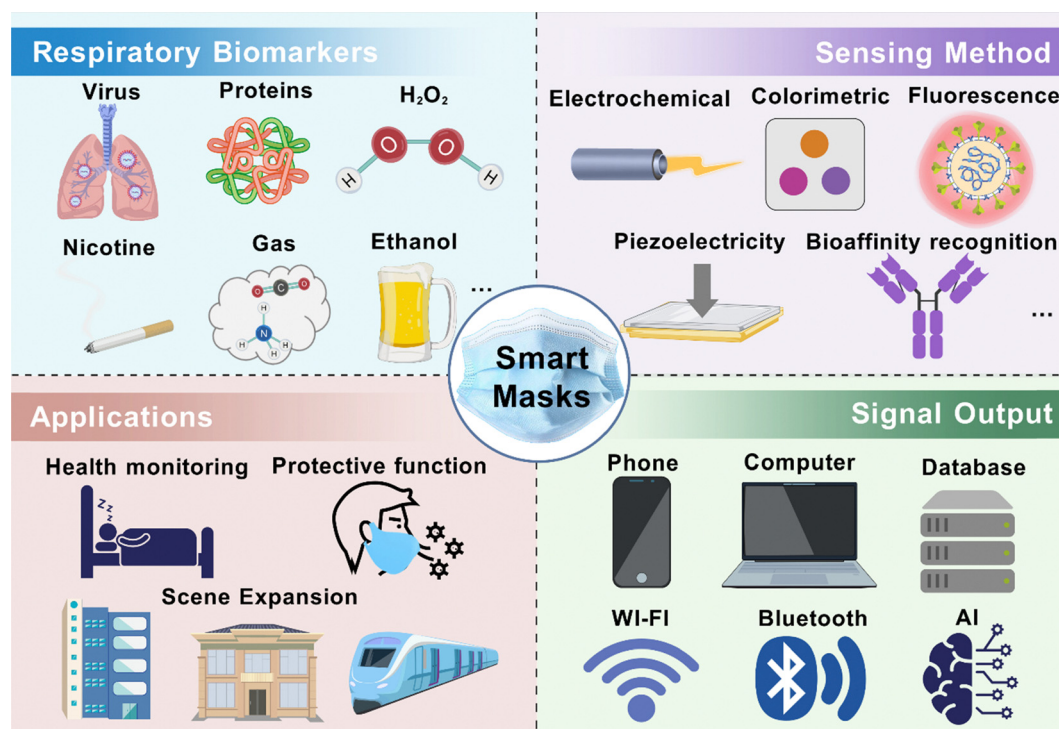 Respiratory Biomarkers
Virus
Proteins
H₂O₂
O O
H H
Nicotine
Gas
Ethanol
O C O
H
N
H H H
...
Sensing Method
Electrochemical
Colorimetric
Fluorescence
Piezoelectricity
Bioaffinity recognition
...
Smart
Masks
Applications
Health monitoring
Protective function
Z Z Z
Scene Expansion
Signal Output
Phone
Computer
Database
WI-FI
Bluetooth
AI